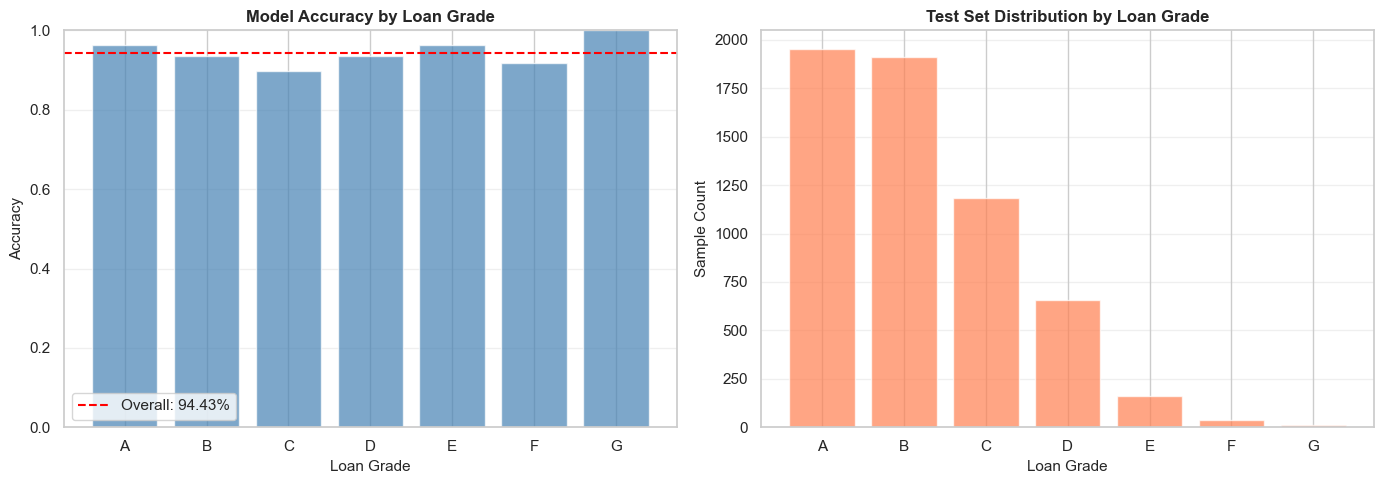 Model Accuracy by Loan Grade
Accuracy
1.0
0.8
0.6
0.4
0.2
0.0
Overall: 94.43%
A B C D E F G
Loan Grade
Test Set Distribution by Loan Grade
Sample Count
2000
1750
1500
1250
1000
750
500
250
0
A B C D E F G
Loan Grade